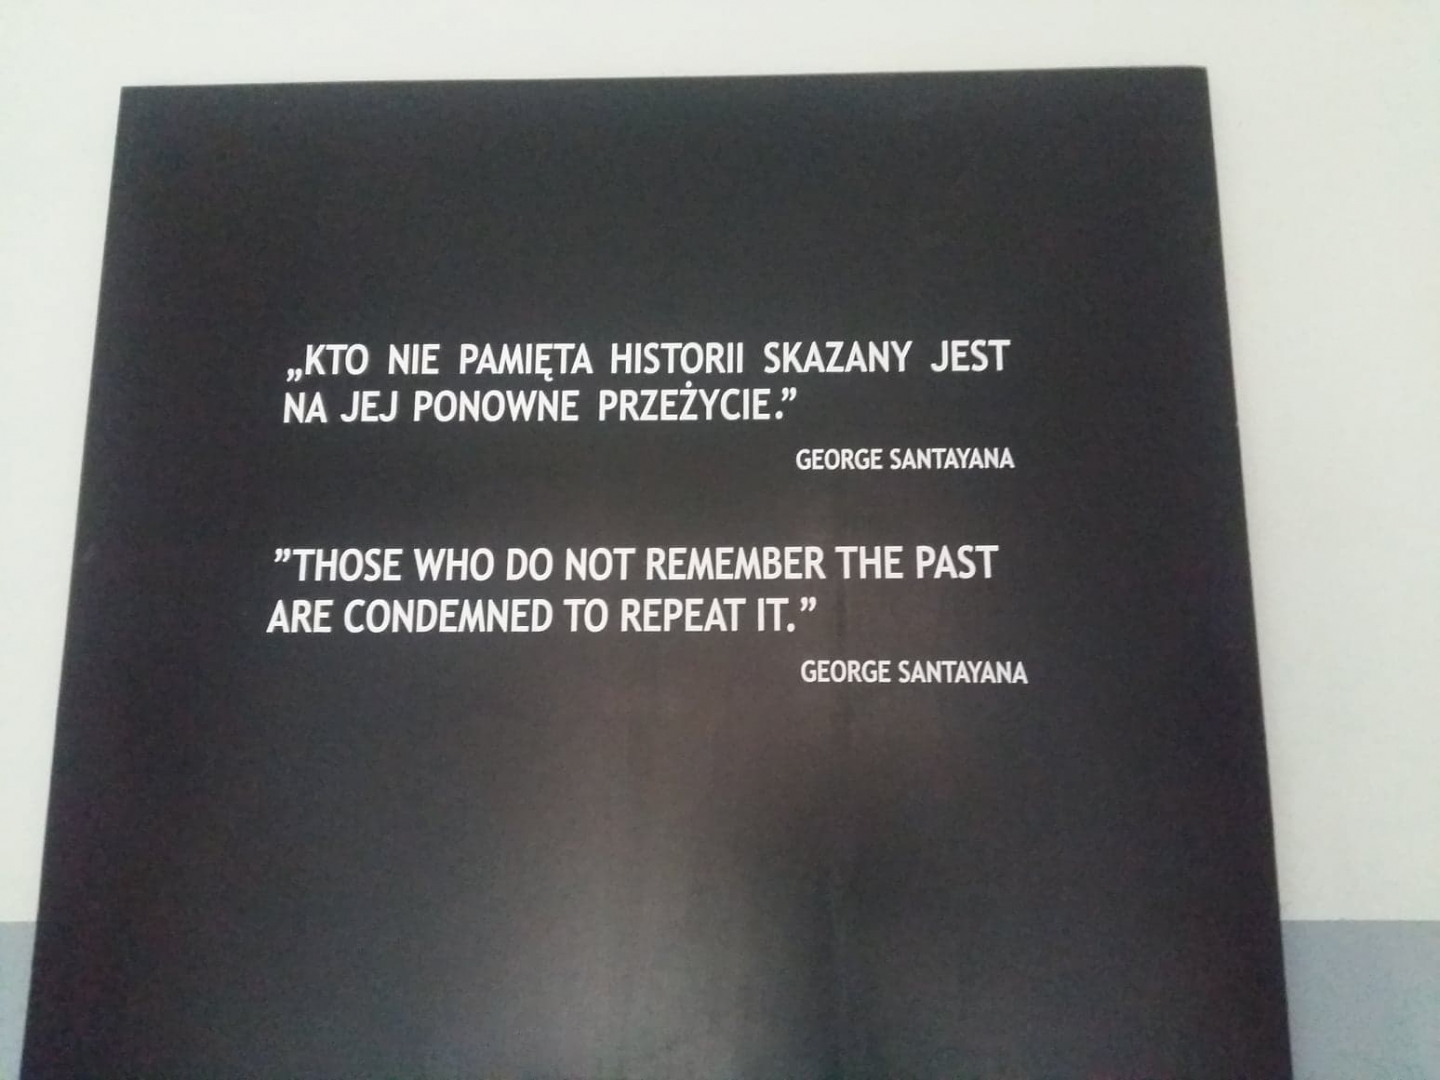 „KTO NIE PAMIĘTA HISTORII SKAZANY JEST
NA JEJ PONOWNE PRZEŻYCIE.”
GEORGE SANTAYANA
”THOSE WHO DO NOT REMEMBER THE PAST
ARE CONDEMNED TO REPEAT IT.”
GEORGE SANTAYANA